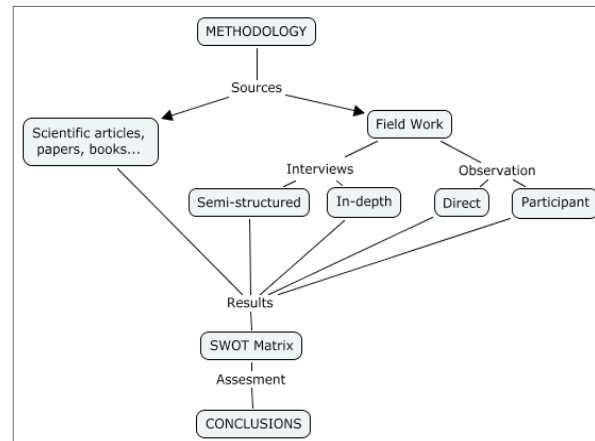 METHODOLOGY
Sources
Scientific articles,
papers, books...
Field Work
Interviews
Observation
Semi-structured
In-depth
Direct
Participant
Results
SWOT Matrix
Assesment
CONCLUSIONS